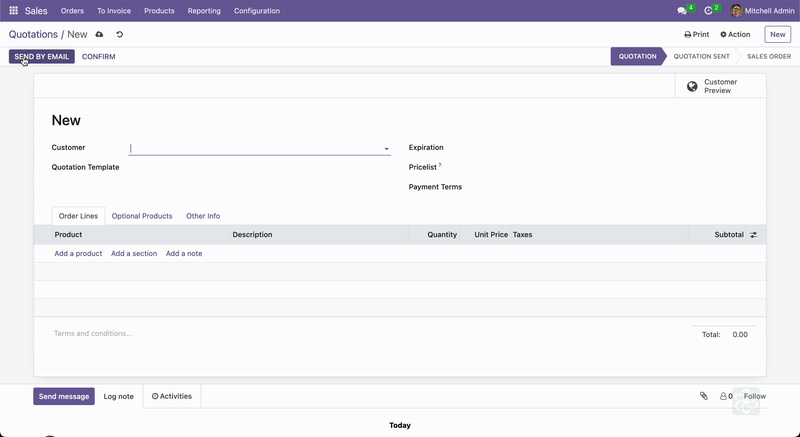 Sales Orders To Invoice Products Reporting Configuration 4 2 Mitchell Admin
Quotations / New Print Action New
SEND BY EMAIL CONFIRM QUOTATION QUOTATION SENT SALES ORDER
Customer
Preview
New
Customer Expiration
Quotation Template Pricelist ?
Payment Terms
Order Lines Optional Products Other Info
Product Description Quantity Unit Price Taxes Subtotal
Add a product Add a section Add a note
Terms and conditions... Total: 0.00
Send message Log note Activities 0 Follow
Today